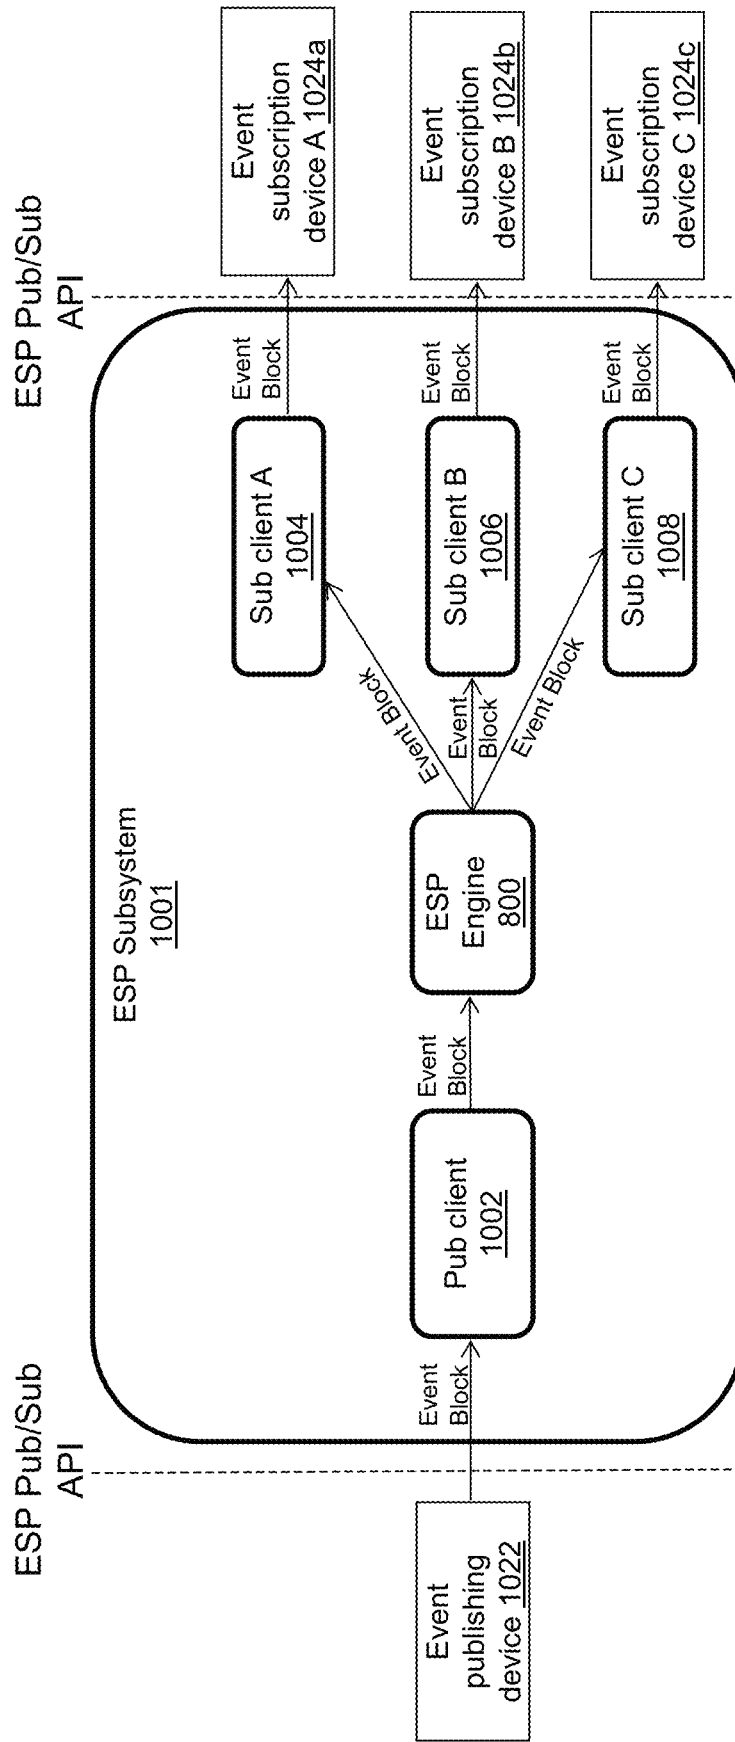 ESP Pub/Sub
API
ESP Pub/Sub
API
ESP Subsystem
1001
Event
publishing
device 1022
Event
Block
Pub client
1002
Event
Block
ESP
Engine
800
Event Block
Event
Block
Event Block
Sub client A
1004
Event
Block
Event
subscription
device A 1024a
Sub client B
1006
Event
Block
Event
subscription
device B 1024b
Sub client C
1008
Event
Block
Event
subscription
device C 1024c